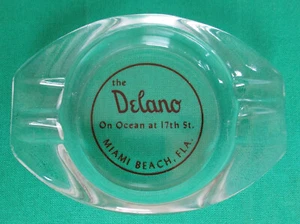 the
Delano
On Ocean at 17th St.
MIAMI BEACH, FLA.